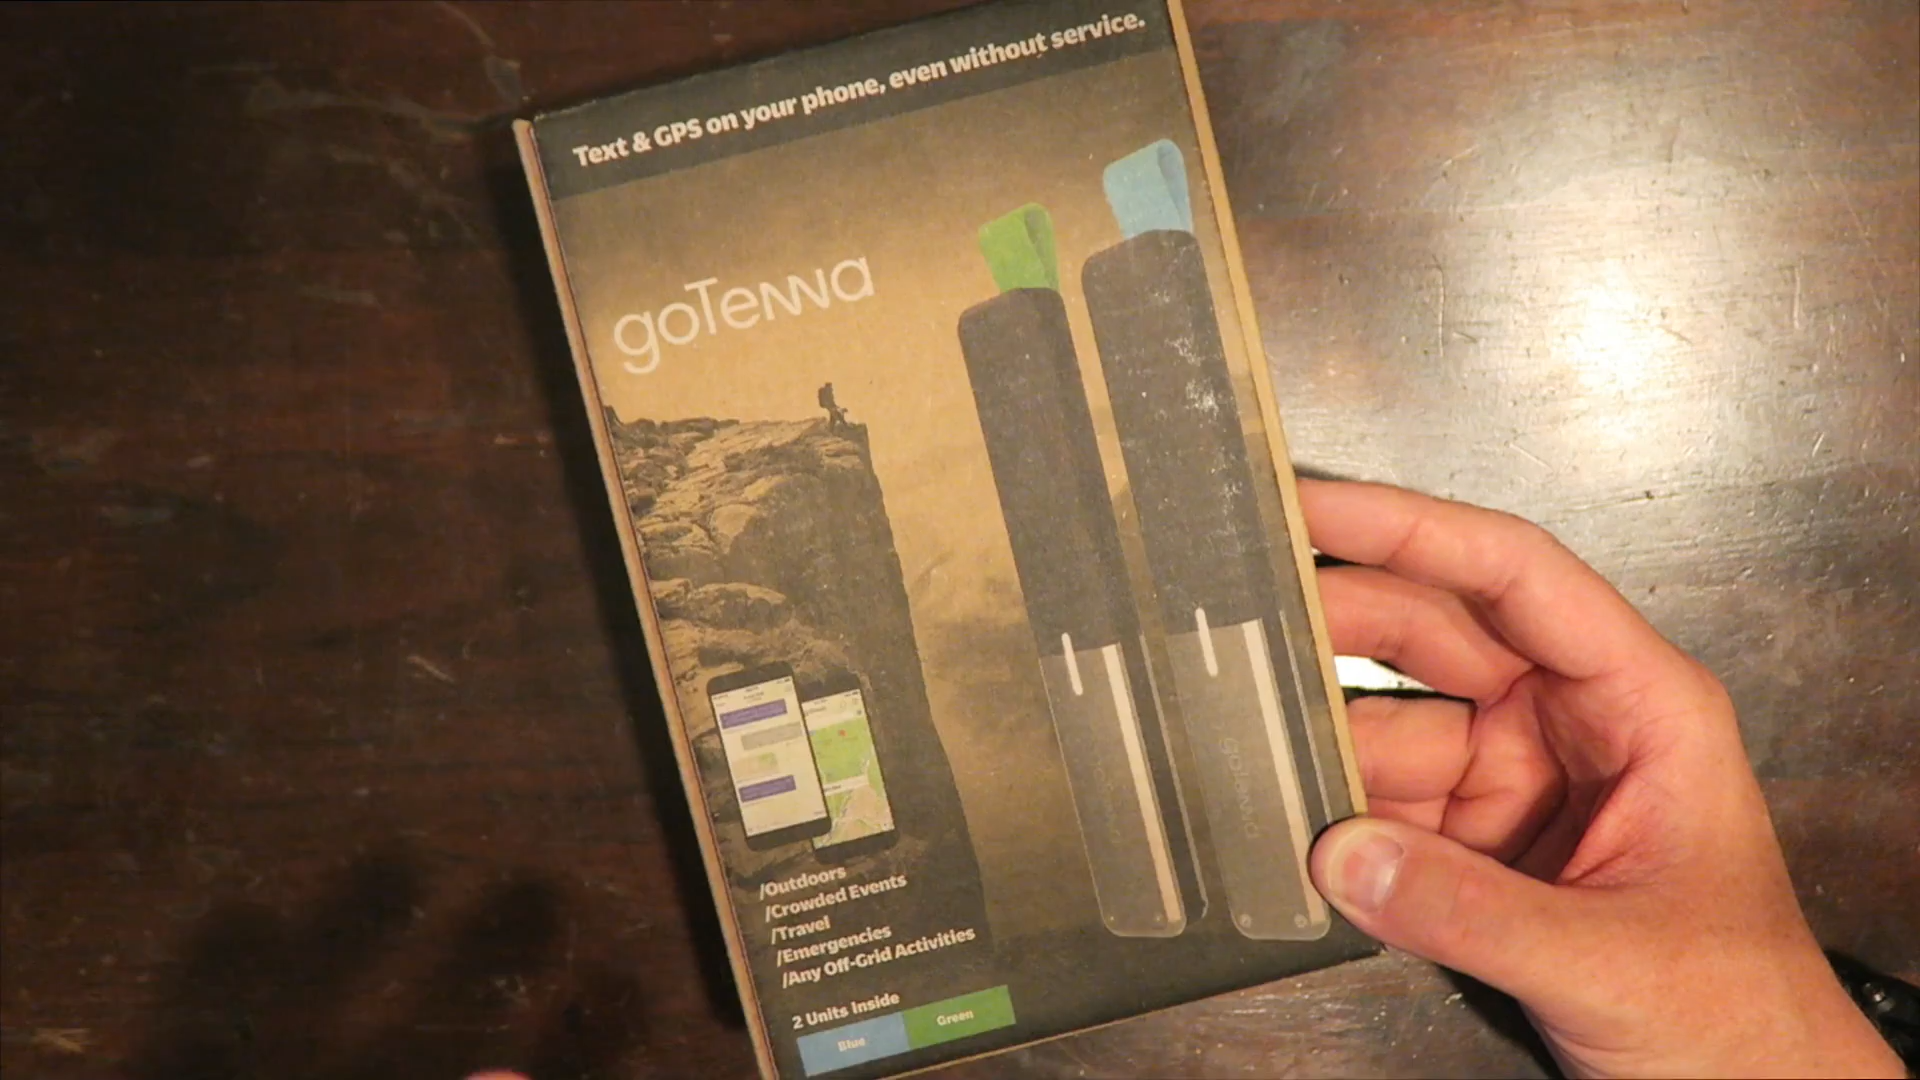 Text & GPS on your phone, even without service.
goTenna
/Outdoors
/Crowded Events
/Travel
/Emergencies
/Any Off-Grid Activities
2 Units Inside
Blue
Green
goTenna